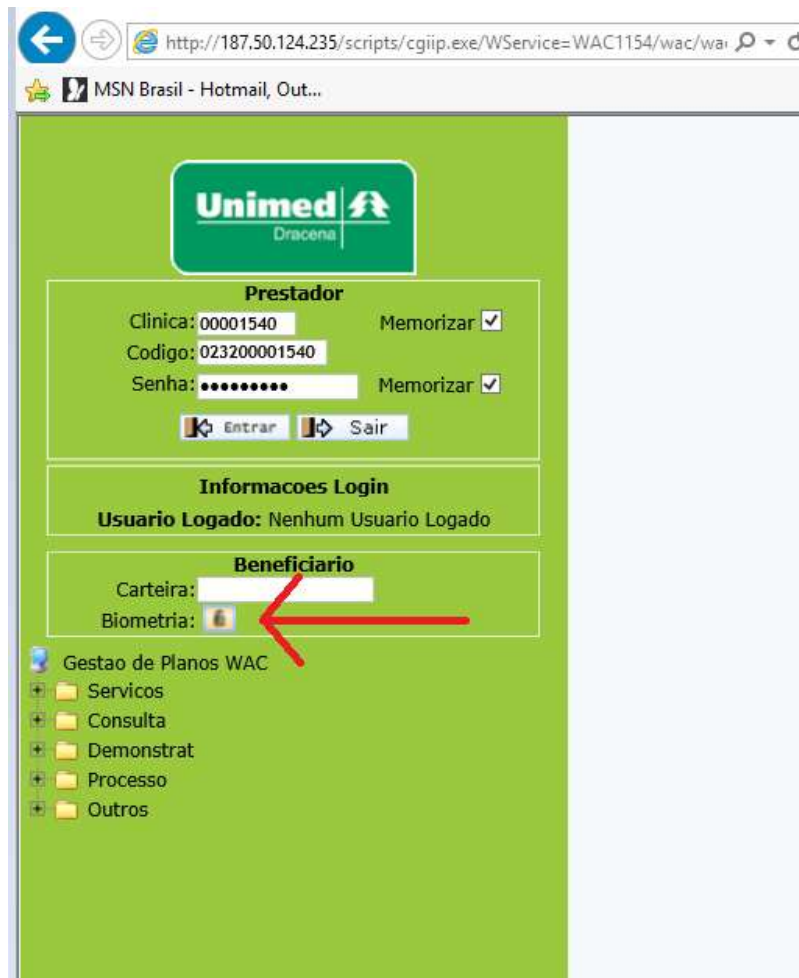 http://187.50.124.235/scripts/cgiip.exe/WService=WAC1154/wac/wa
MSN Brasil - Hotmail, Out...
Unimed
Dracena
Prestador
Clinica: 00001540 Memorizar
Codigo: 023200001540
Senha: ••••••••• Memorizar
Entrar Sair
Informacoes Login
Usuario Logado: Nenhum Usuario Logado
Beneficiario
Carteira:
Biometria:
Gestao de Planos WAC
Servicos
Consulta
Demonstrat
Processo
Outros